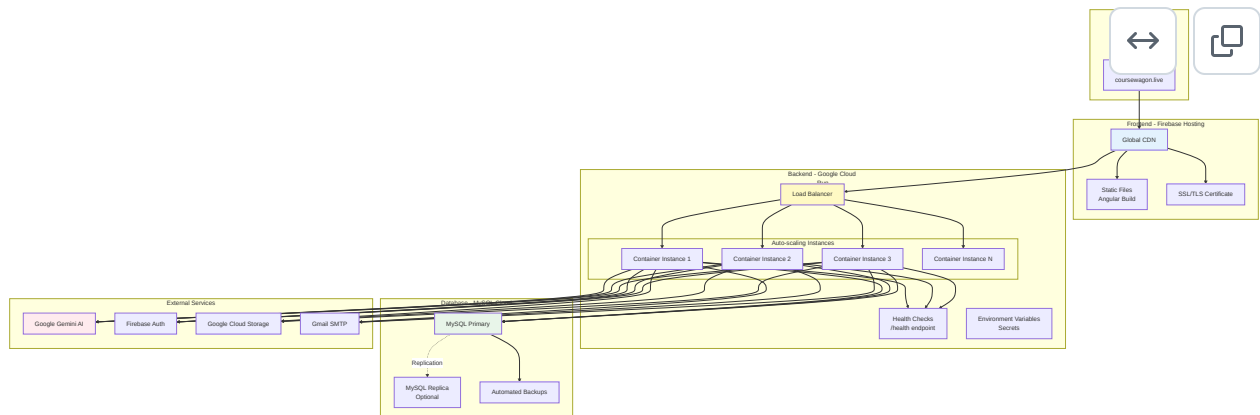 coursewagon.live
Frontend - Firebase Hosting
Global CDN
Static Files
Angular Build
SSL/TLS Certificate
Backend - Google Cloud
Load Balancer
Auto-scaling Instances
Container Instance 1
Container Instance 2
Container Instance 3
Container Instance N
Health Checks
/health endpoint
Environment Variables
Secrets
External Services
Google Gemini AI
Firebase Auth
Google Cloud Storage
Gmail SMTP
Database - MySQL
MySQL Primary
Replication
MySQL Replica
Optional
Automated Backups